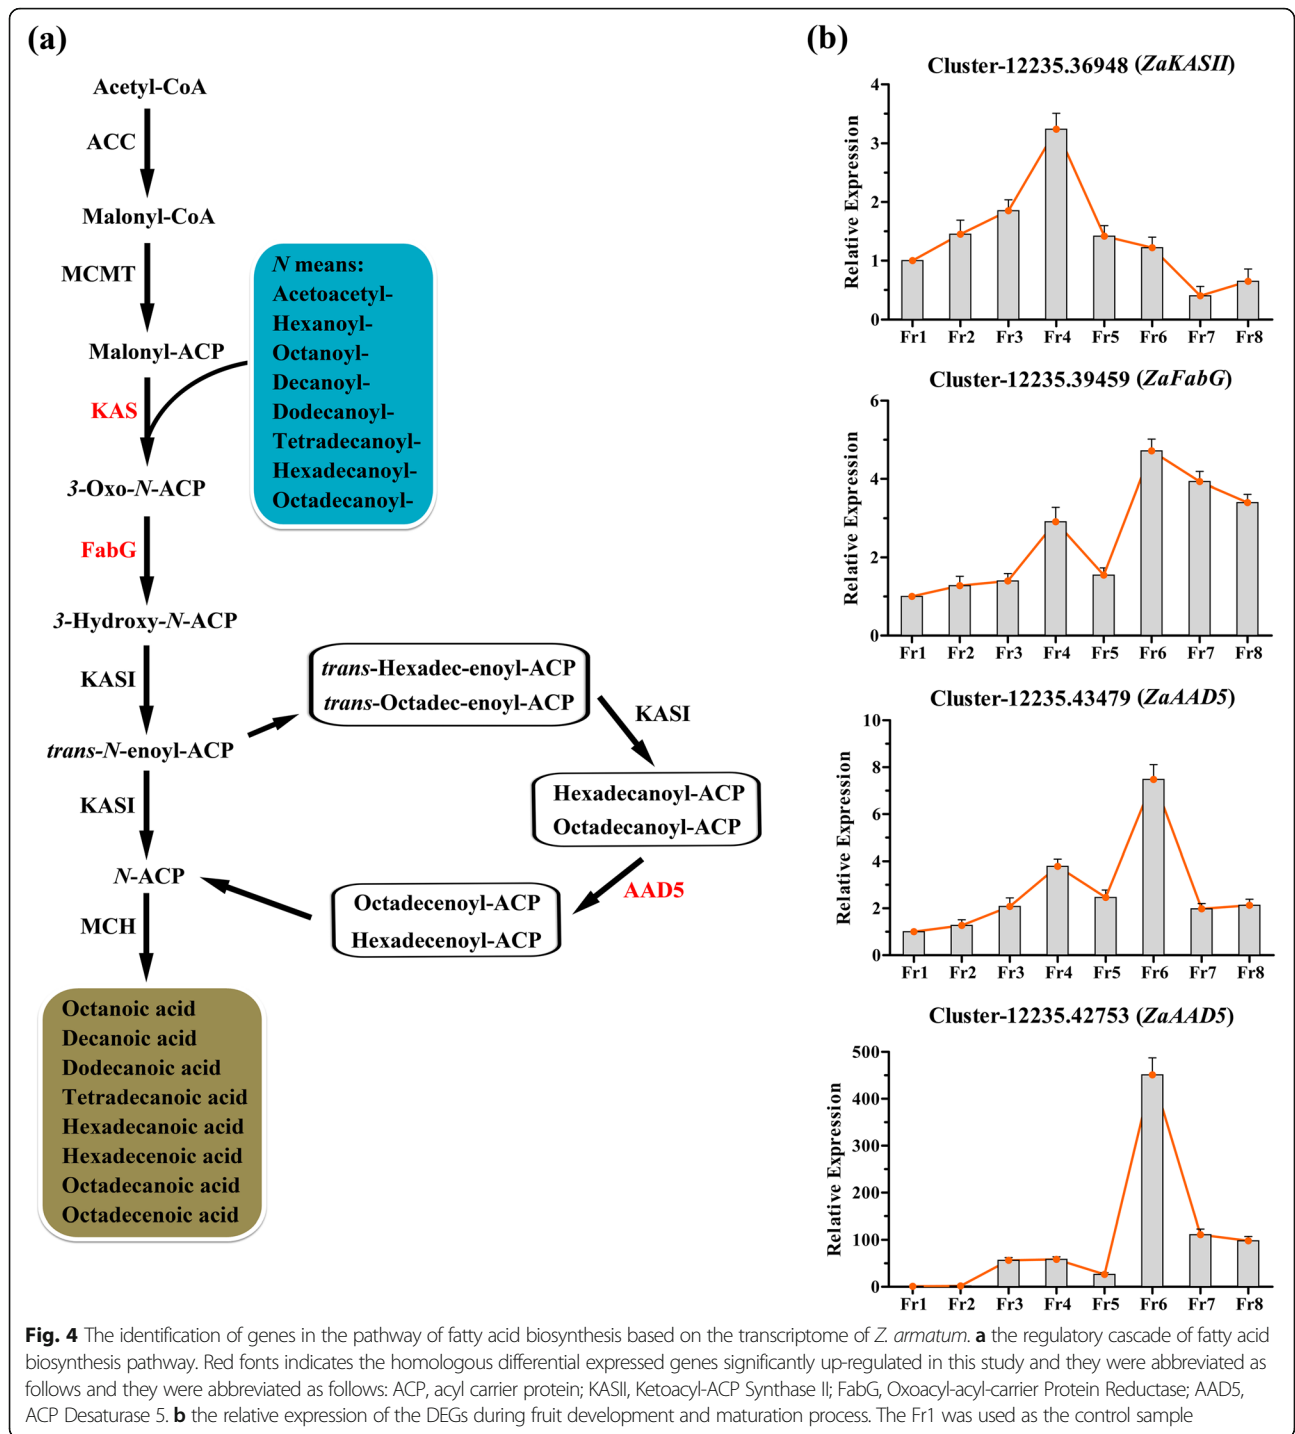 (a)
Acetyl-CoA
ACC
Malonyl-CoA
MCMT
Malonyl-ACP
KAS
3-Oxo-N-ACP
FabG
3-Hydroxy-N-ACP
KASI
trans-N-enoyl-ACP
KASI
N-ACP
MCH
N means:
Acetoacetyl-
Hexanoyl-
Octanoyl-
Decanoyl-
Dodecanoyl-
Tetradecanoyl-
Hexadecanoyl-
Octadecanoyl-
trans-Hexadec-enoyl-ACP
trans-Octadec-enoyl-ACP
KASI
Hexadecanoyl-ACP
Octadecanoyl-ACP
AAD5
Octadecenoyl-ACP
Hexadecenoyl-ACP
Octanoic acid
Decanoic acid
Dodecanoic acid
Tetradecanoic acid
Hexadecanoic acid
Hexadecenoic acid
Octadecanoic acid
Octadecenoic acid
(b)
Cluster-12235.36948 (ZaKASII)
Relative Expression
4
3
2
1
0
Fr1 Fr2 Fr3 Fr4 Fr5 Fr6 Fr7 Fr8
Cluster-12235.39459 (ZaFabG)
Relative Expression
6
4
2
0
Fr1 Fr2 Fr3 Fr4 Fr5 Fr6 Fr7 Fr8
Cluster-12235.43479 (ZaAAD5)
Relative Expression
10
8
6
4
2
0
Fr1 Fr2 Fr3 Fr4 Fr5 Fr6 Fr7 Fr8
Cluster-12235.42753 (ZaAAD5)
Relative Expression
500
400
300
200
100
0
Fr1 Fr2 Fr3 Fr4 Fr5 Fr6 Fr7 Fr8
Fig. 4 The identification of genes in the pathway of fatty acid biosynthesis based on the transcriptome of Z. armatum. a the regulatory cascade of fatty acid
biosynthesis pathway. Red fonts indicates the homologous differential expressed genes significantly up-regulated in this study and they were abbreviated as
follows and they were abbreviated as follows: ACP, acyl carrier protein; KASII, Ketoacyl-ACP Synthase II; FabG, Oxoacyl-acyl-carrier Protein Reductase; AAD5,
ACP Desaturase 5. b the relative expression of the DEGs during fruit development and maturation process. The Fr1 was used as the control sample